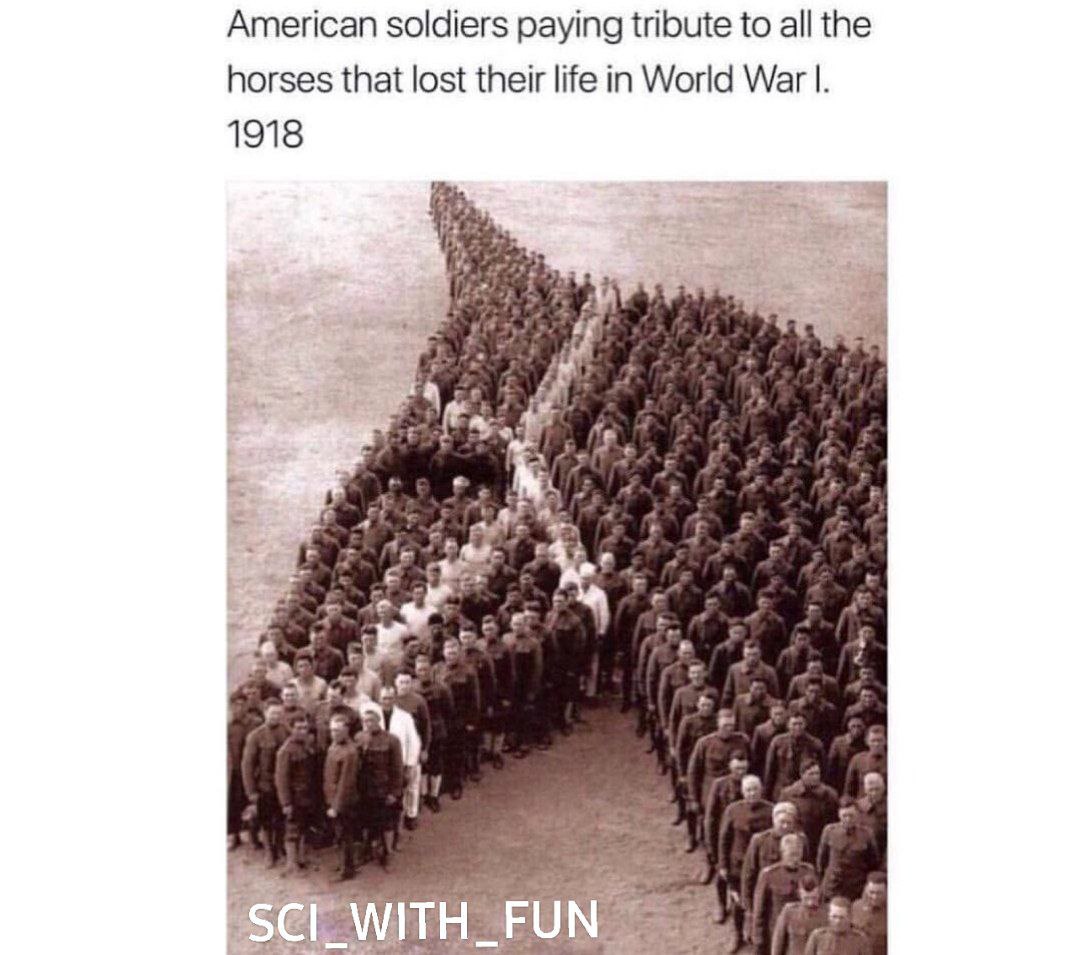 American soldiers paying tribute to all the
horses that lost their life in World War I.
1918
SCI_WITH_FUN